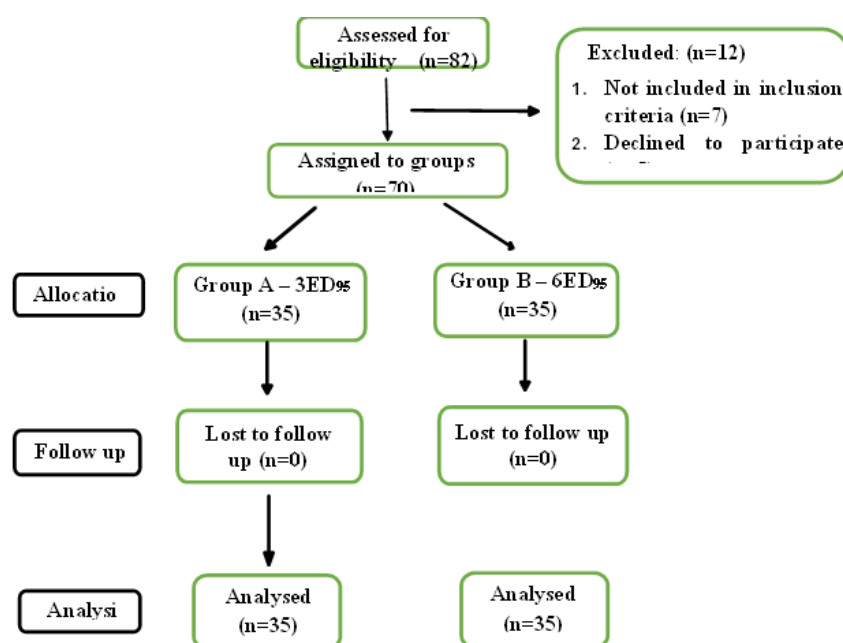 Assessed for
eligibility (n=82)
Excluded: (n=12)
1. Not included in inclusion
criteria (n=7)
2. Declined to participate
Assigned to groups
(n=70)
Allocatio
Group A – 3ED95
(n=35)
Group B – 6ED95
(n=35)
Follow up
Lost to follow
up (n=0)
Lost to follow up
(n=0)
Analysi
Analysed
(n=35)
Analysed
(n=35)